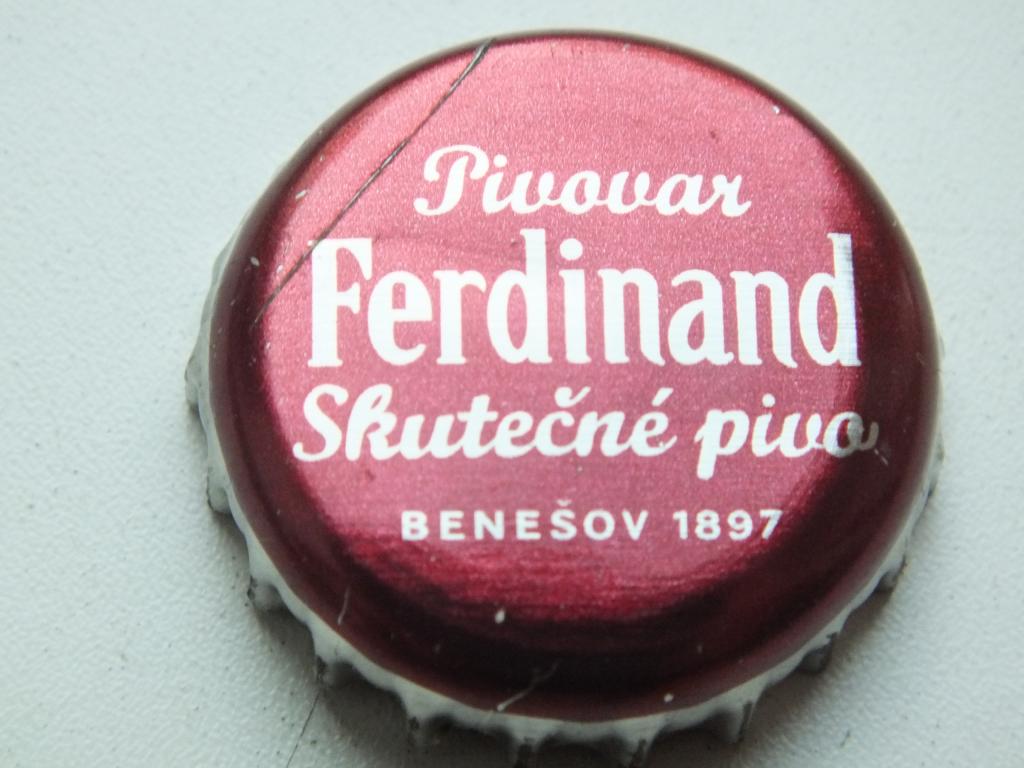 Pivovar
Ferdinand
Skutečné pivo
BENEŠOV 1897